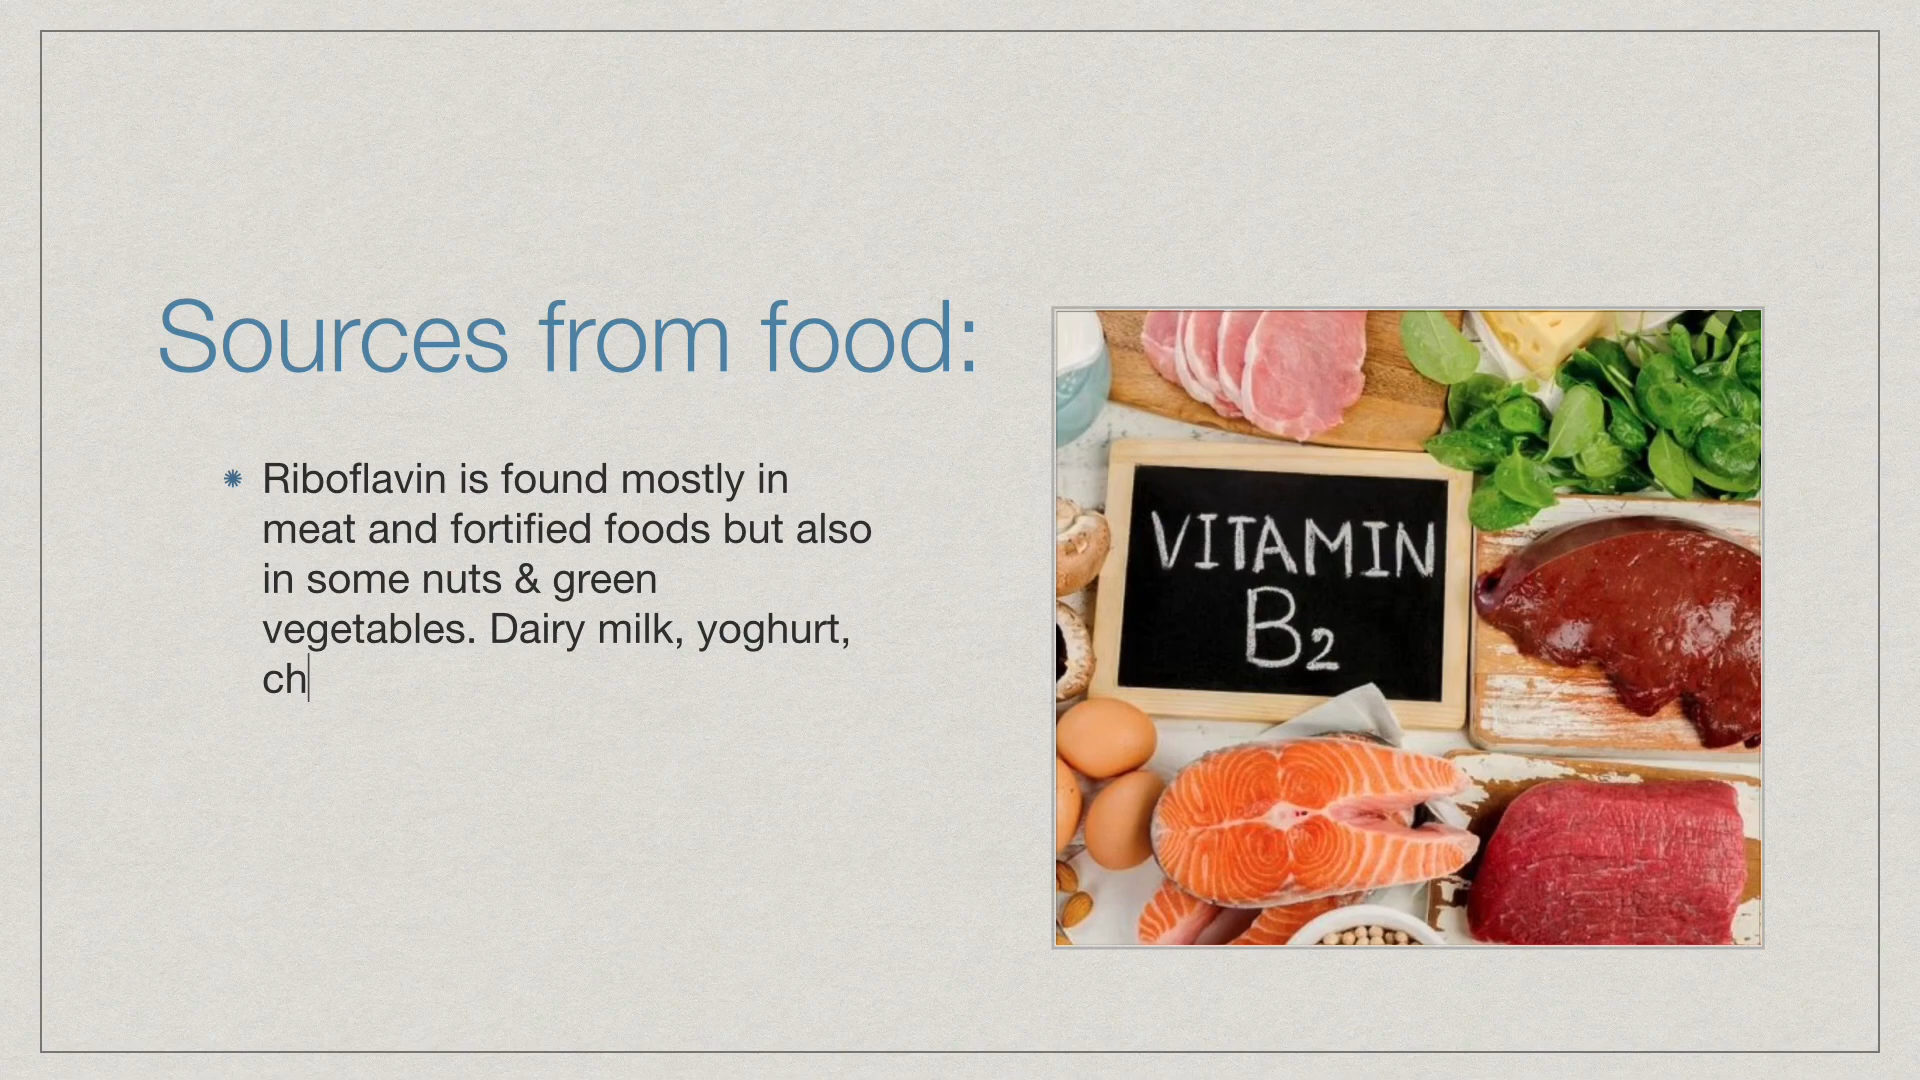 Sources from food:
Riboflavin is found mostly in
meat and fortified foods but also
in some nuts & green
vegetables. Dairy milk, yoghurt,
ch
VITAMIN
B2